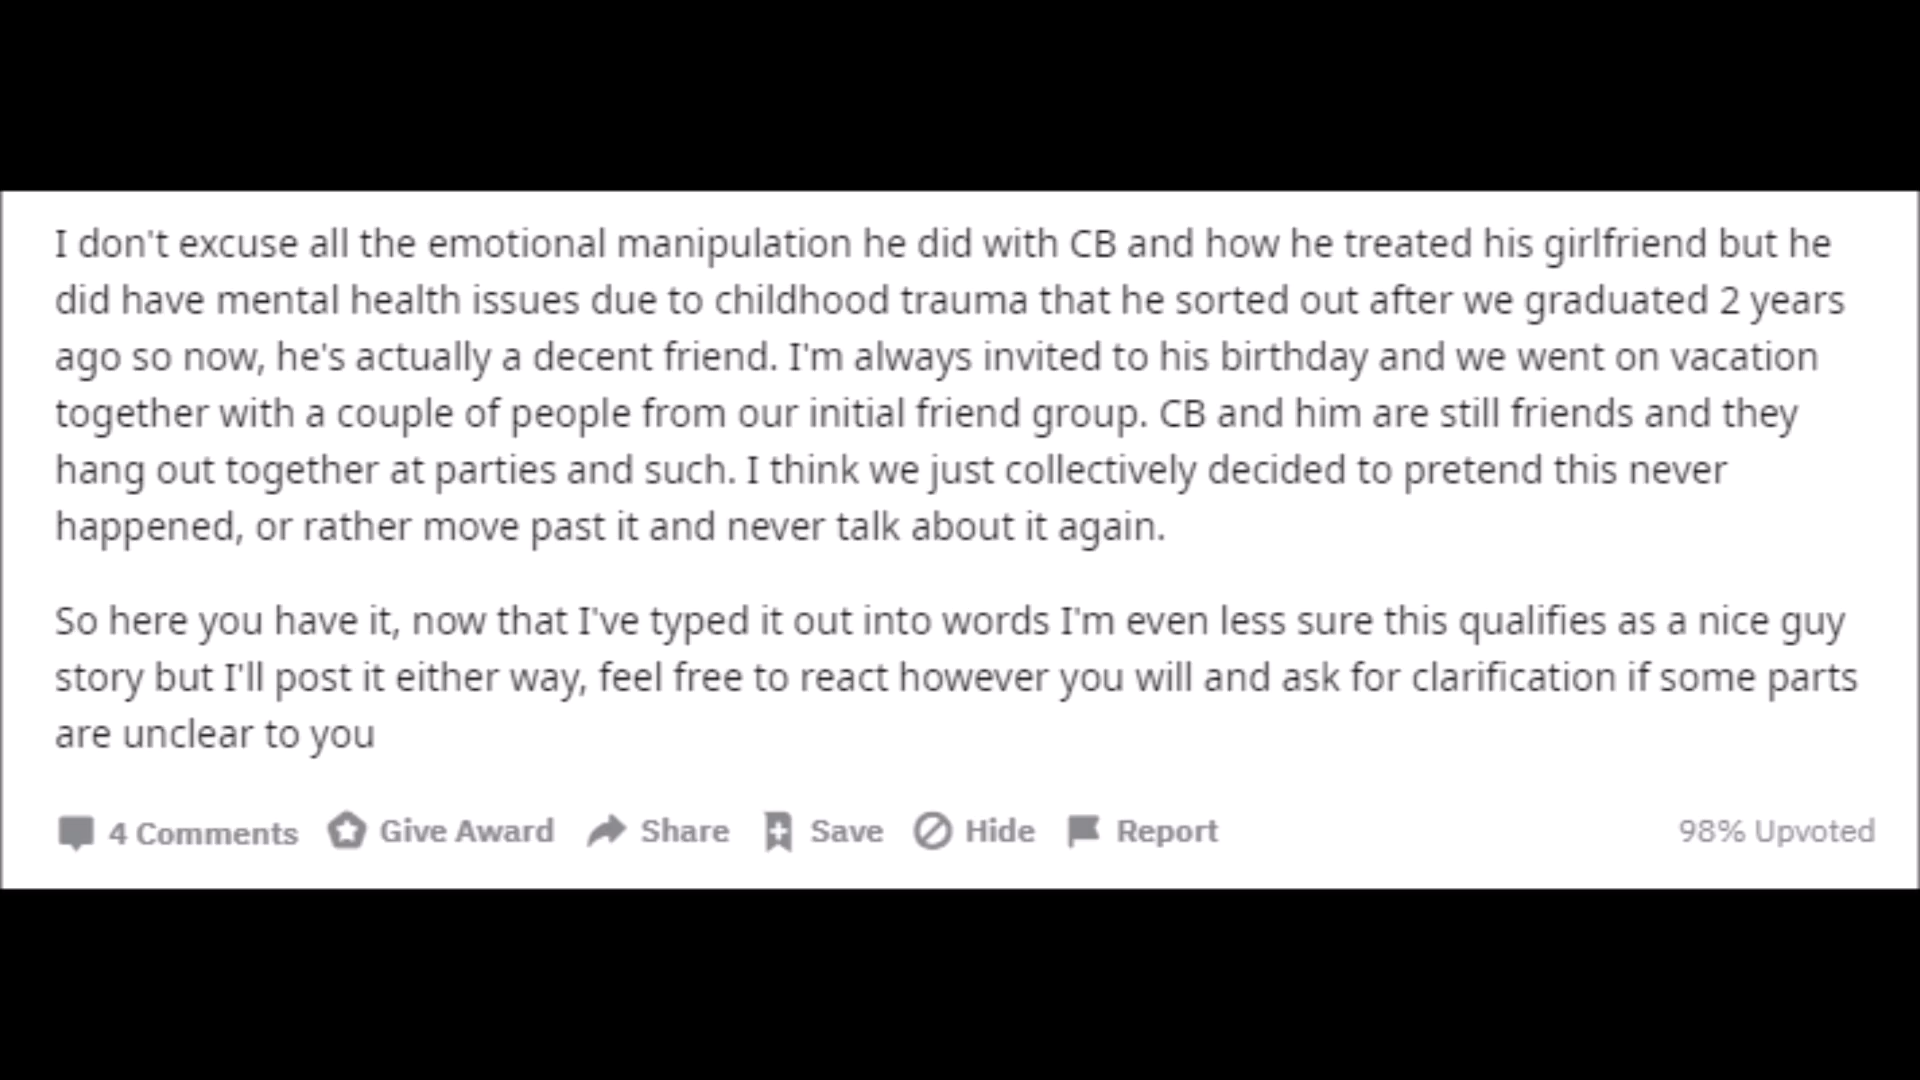 I don't excuse all the emotional manipulation he did with CB and how he treated his girlfriend but he
did have mental health issues due to childhood trauma that he sorted out after we graduated 2 years
ago so now, he's actually a decent friend. I'm always invited to his birthday and we went on vacation
together with a couple of people from our initial friend group. CB and him are still friends and they
hang out together at parties and such. I think we just collectively decided to pretend this never
happened, or rather move past it and never talk about it again.
So here you have it, now that I've typed it out into words I'm even less sure this qualifies as a nice guy
story but I'll post it either way, feel free to react however you will and ask for clarification if some parts
are unclear to you
4 Comments Give Award Share Save Hide Report 98% Upvoted